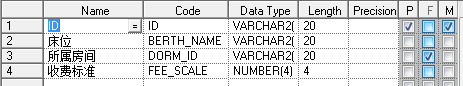 Name Code Data Type Length Precision P F M
1 ID = ID VARCHAR2( 20
2 床位 BERTH_NAME VARCHAR2( 20
3 所属房间 DORM_ID VARCHAR2( 20
4 收费标准 FEE_SCALE NUMBER(4) 4